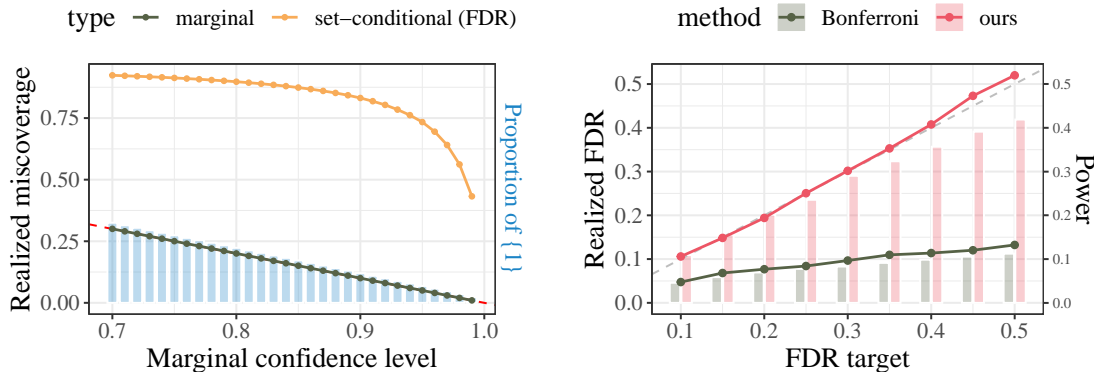 type marginal set−conditional (FDR)
Realized miscoverage
0.75
0.50
0.25
0.00
0.7 0.8 0.9 1.0
Marginal confidence level
Proportion of {1}
method Bonferroni ours
Realized FDR
0.5
0.4
0.3
0.2
0.1
0.0
0.1 0.2 0.3 0.4 0.5
FDR target
0.5
0.4
0.3
0.2
0.1
0.0
Power